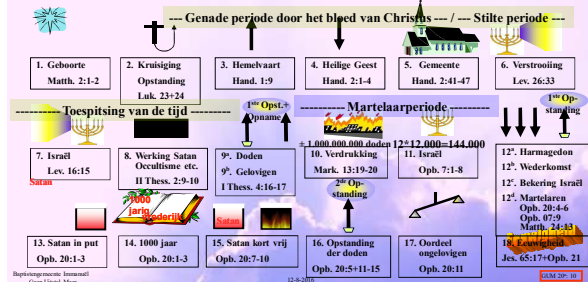 --- Genade periode door het bloed van Christus --- / --- Stilte periode ---
1. Geboorte
Matth. 2:1-2
2. Kruisiging
Opstanding
Luk. 23+24
3. Hemelvaart
Hand. 1:9
4. Heilige Geest
Hand. 2:1-4
5. Gemeente
Hand. 2:41-47
6. Verstrooiing
Lev. 26:33
---------- Toespitsing van de tijd ---------
1ste Opst.+
Opname
---------- Martelaarperiode ---------
1ste Op-
standing
± 1.000.000.000 doden
12*12.000=144.000
7. Israël
Lev. 16:15
Satan
8. Werking Satan
Occultisme etc.
II Thess. 2:9-10
9a. Doden
9b. Gelovigen
I Thess. 4:16-17
10. Verdrukking
Mark. 13:19-20
11. Israël
Opb. 7:1-8
12a. Harmagedon
12b. Wederkomst
12c. Bekering Israël
12d. Martelaren
Opb. 20:4-6
Opb. 07:9
Matth. 24:13
1000
jarig
Satan
2de Op-
standing
13. Satan in put
Opb. 20:1-3
14. 1000 jaar
Opb. 20:1-3
15. Satan kort vrij
Opb. 20:7-10
16. Opstanding
der doden
Opb. 20:5+11-15
17. Oordeel
ongelovigen
Opb. 20:11
18. Eeuwigheid
Jes. 65:17+Opb. 21
Baptistengemeente Immanuël
12-8-2016
GUM 20e: 10